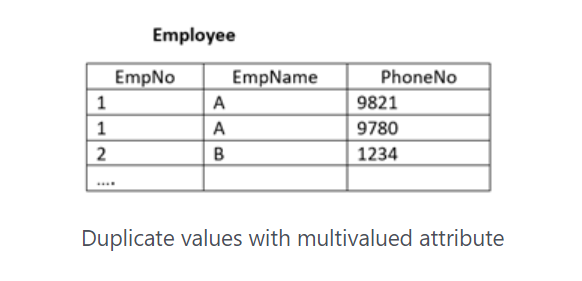 Employee
EmpNo EmpName PhoneNo
1 A 9821
1 A 9780
2 B 1234
....
Duplicate values with multivalued attribute